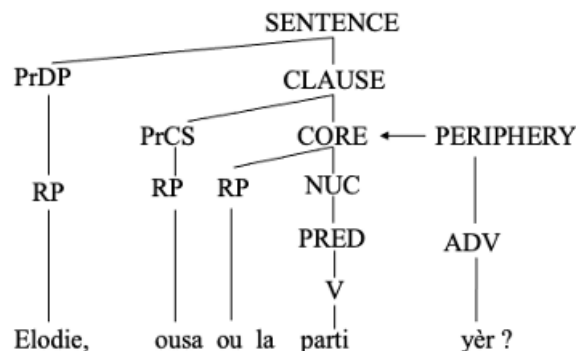 SENTENCE
PrDP CLAUSE
PrCS CORE PERIPHERY
RP RP RP NUC
PRED ADV
V
Elodie, ousa ou la parti yèr ?